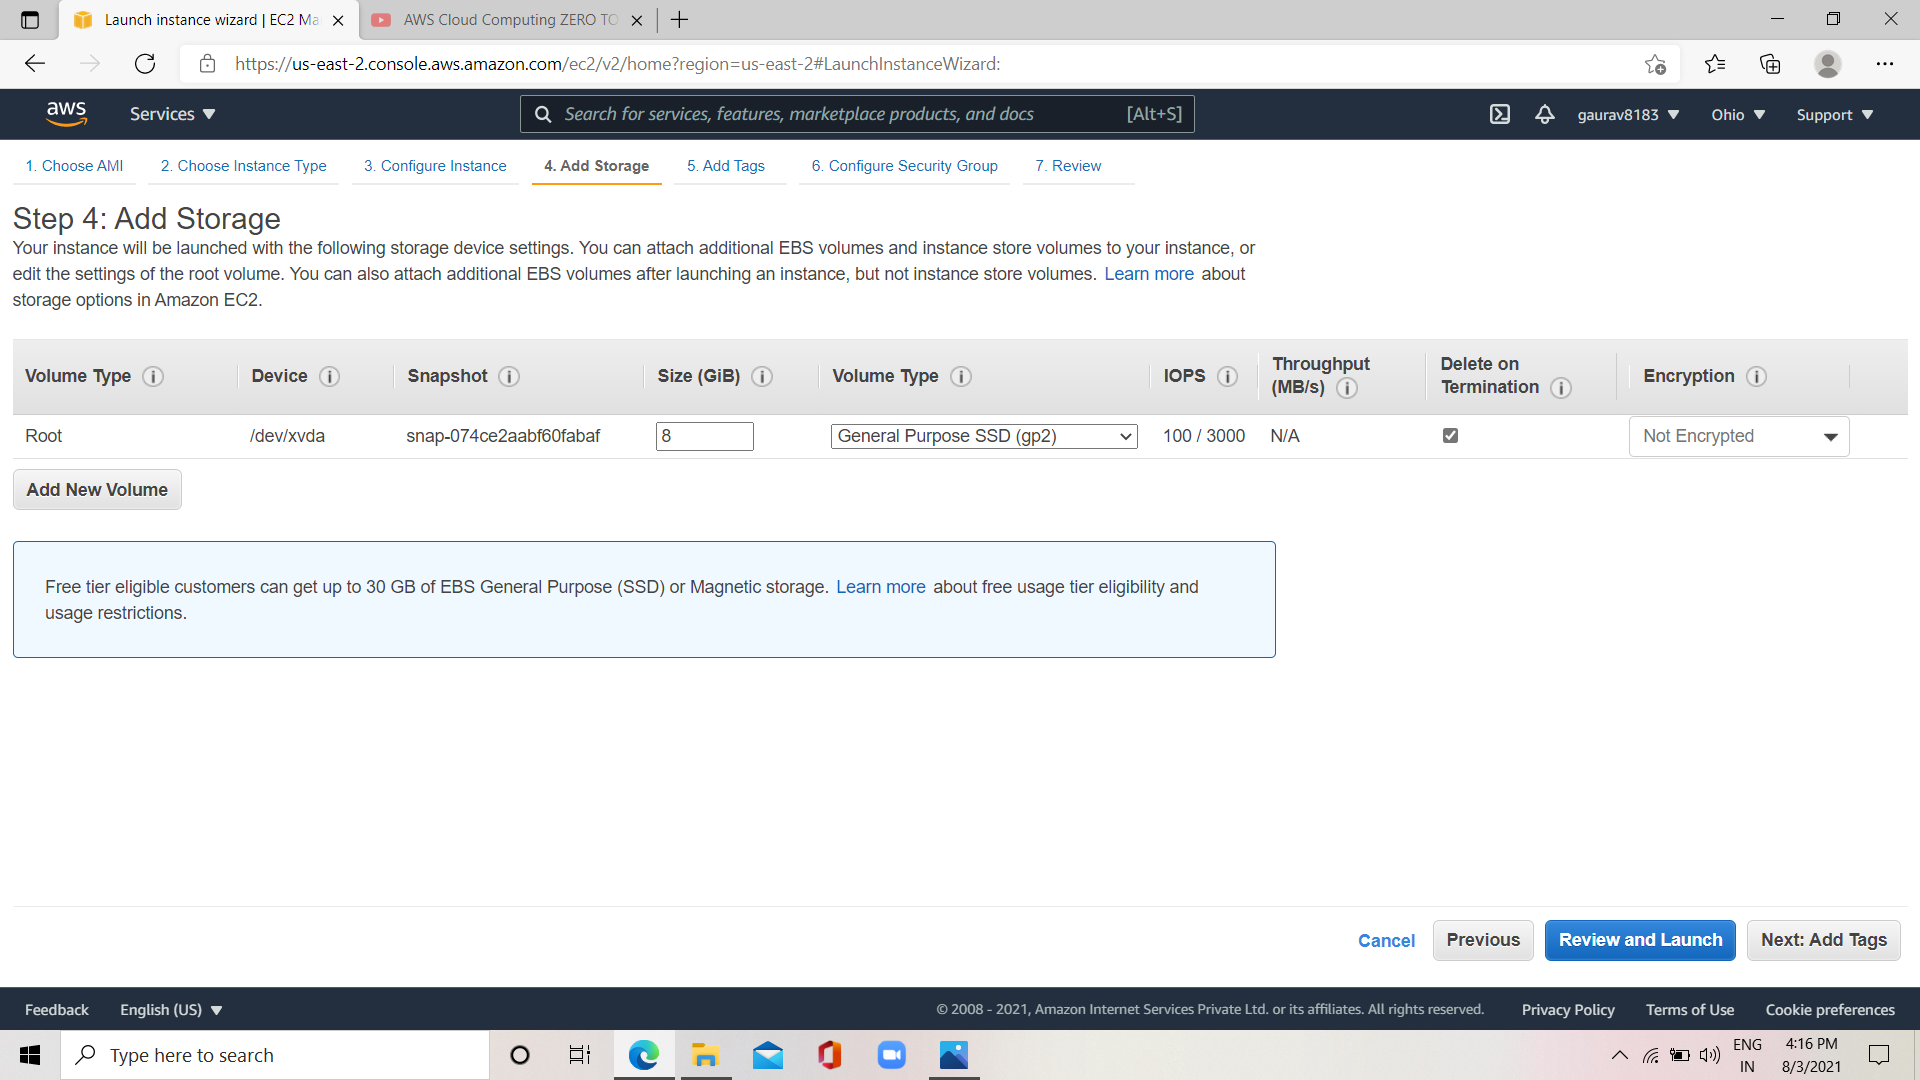 Launch instance wizard | EC2 Ma
AWS Cloud Computing ZERO TO
https://us-east-2.console.aws.amazon.com/ec2/v2/home?region=us-east-2#LaunchInstanceWizard:
aws
Services
Search for services, features, marketplace products, and docs
[Alt+S]
gaurav8183
Ohio
Support
1. Choose AMI
2. Choose Instance Type
3. Configure Instance
4. Add Storage
5. Add Tags
6. Configure Security Group
7. Review
Step 4: Add Storage
Your instance will be launched with the following storage device settings. You can attach additional EBS volumes and instance store volumes to your instance, or
edit the settings of the root volume. You can also attach additional EBS volumes after launching an instance, but not instance store volumes. Learn more about
storage options in Amazon EC2.
Volume Type
Device
Snapshot
Size (GiB)
Volume Type
IOPS
Throughput
(MB/s)
Delete on
Termination
Encryption
Root
/dev/xvda
snap-074ce2aabf60fabaf
8
General Purpose SSD (gp2)
100 / 3000
N/A
Not Encrypted
Add New Volume
Free tier eligible customers can get up to 30 GB of EBS General Purpose (SSD) or Magnetic storage. Learn more about free usage tier eligibility and
usage restrictions.
Cancel
Previous
Review and Launch
Next: Add Tags
Feedback
English (US)
© 2008 - 2021, Amazon Internet Services Private Ltd. or its affiliates. All rights reserved.
Privacy Policy
Terms of Use
Cookie preferences
Type here to search
ENG
IN
4:16 PM
8/3/2021